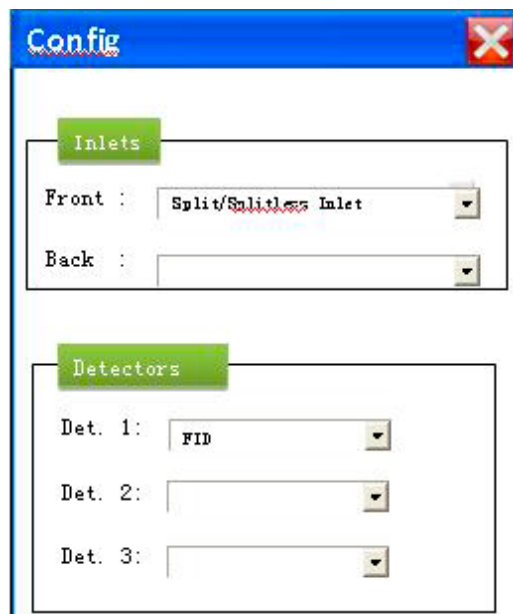 Config
Inlets
Front : Split/Splitless Inlet
Back :
Detectors
Det. 1: FID
Det. 2:
Det. 3: